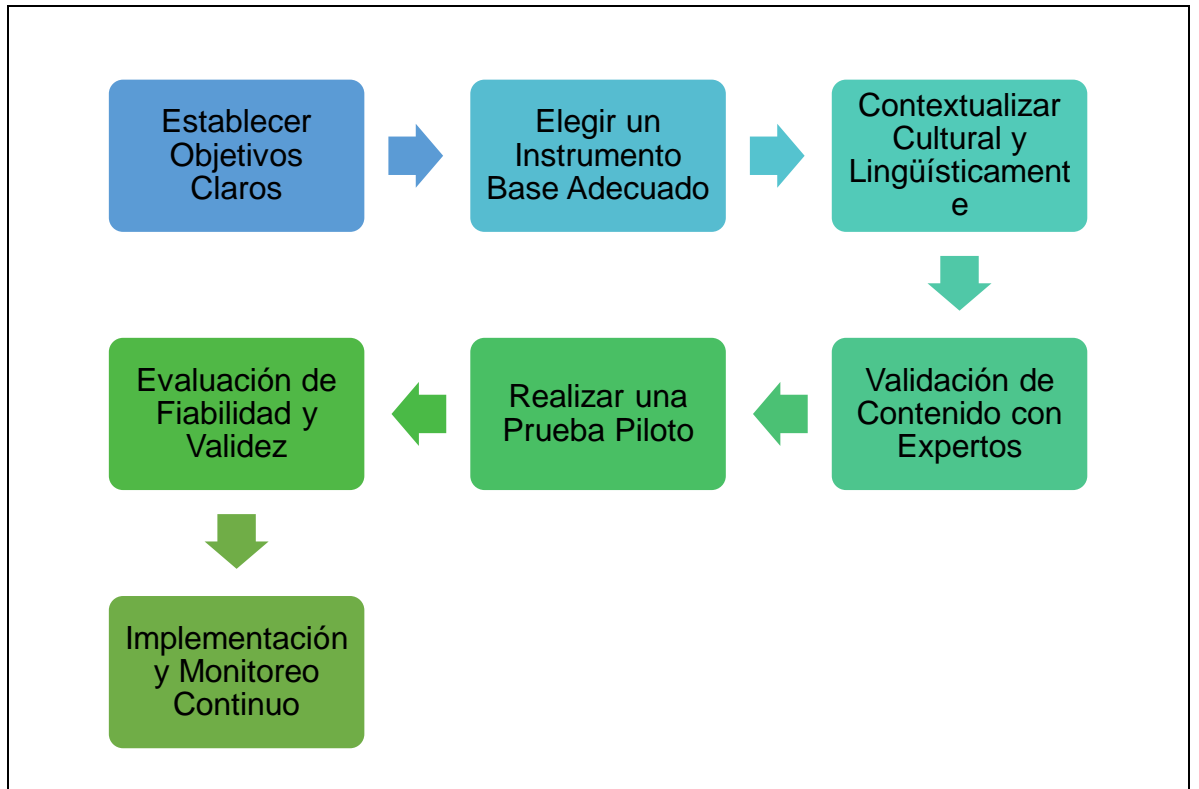 Establecer
Objetivos
Claros
Elegir un
Instrumento
Base Adecuado
Contextualizar
Cultural y
Lingüísticament
e
Validación de
Contenido con
Expertos
Realizar una
Prueba Piloto
Evaluación de
Fiabilidad y
Validez
Implementación
y Monitoreo
Continuo